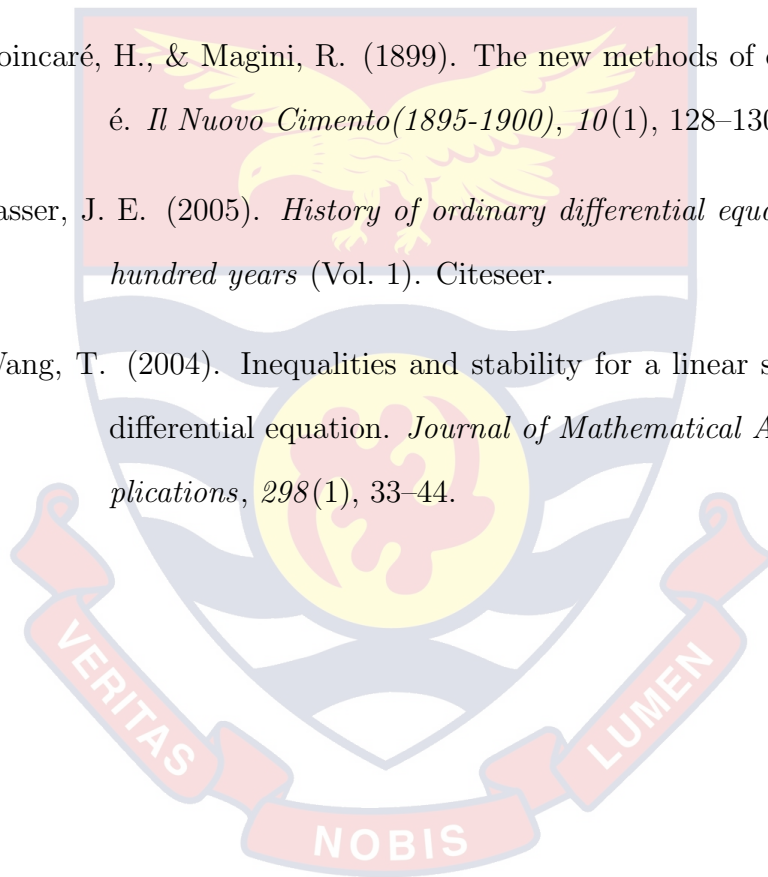 oincaré, H., & Magini, R. (1899). The new methods of
é. Il Nuovo Cimento(1895-1900), 10(1), 128–130
asser, J. E. (2005). History of ordinary differential equa
hundred years (Vol. 1). Citeseer.
Vang, T. (2004). Inequalities and stability for a linear s
differential equation. Journal of Mathematical A
plications, 298(1), 33–44.
VERITAS
NOBIS
LUMEN